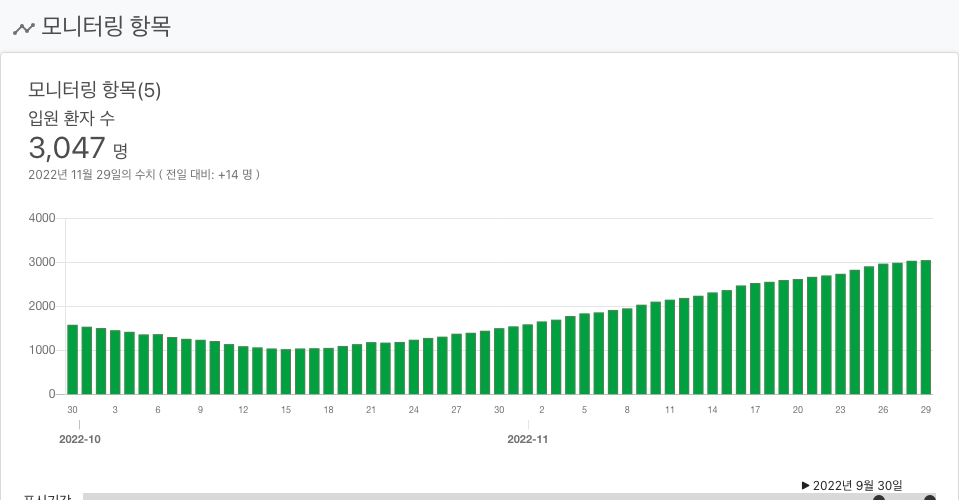 모니터링 항목
모니터링 항목(5)
입원 환자 수
3,047 명
2022년 11월 29일의 수치 ( 전일 대비: +14 명 )
4000
3000
2000
1000
0
30 3 6 9 12 15 18 21 24 27 30 2 5 8 11 14 17 20 23 26 29
2022-10 2022-11
▶ 2022년 9월 30일
표시기간